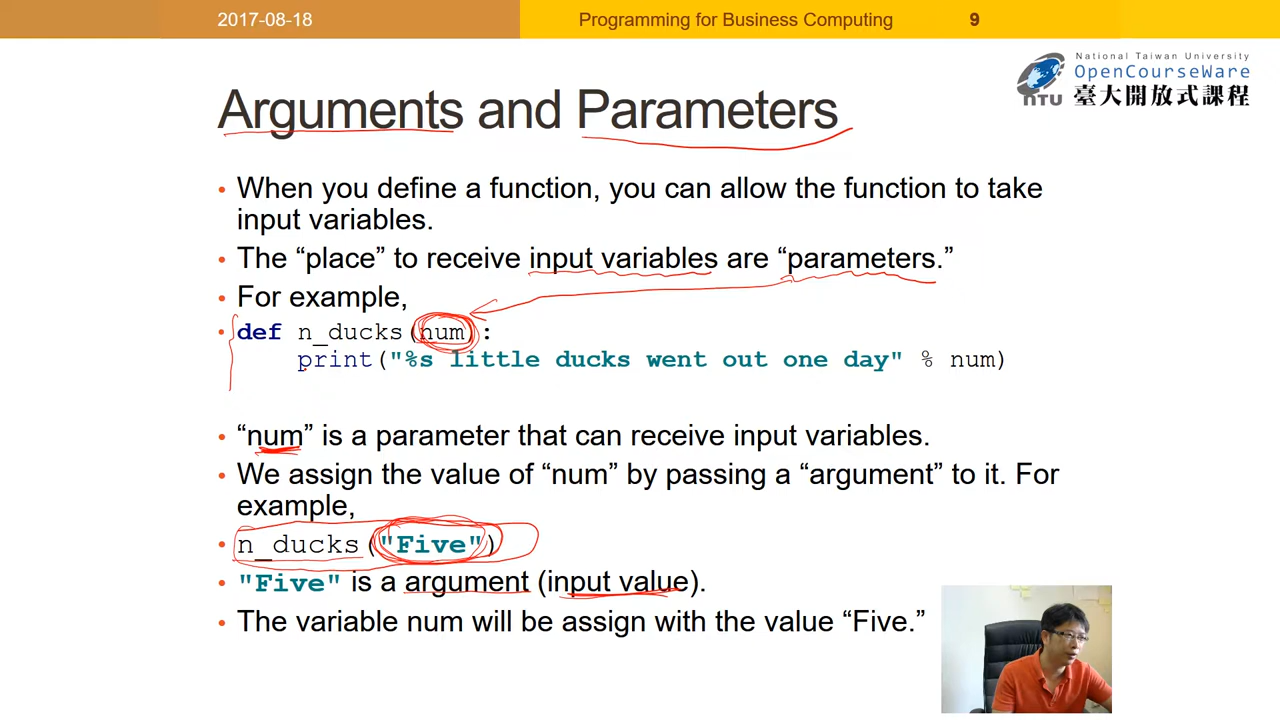 2017-08-18
Programming for Business Computing
9
National Taiwan University
OpenCourseWare
NTU 臺大開放式課程
Arguments and Parameters
• When you define a function, you can allow the function to take
input variables.
• The “place” to receive input variables are “parameters.”
• For example,
• def n_ducks(num):
print("%s little ducks went out one day" % num)
• “num” is a parameter that can receive input variables.
• We assign the value of “num” by passing a “argument” to it. For
example,
• n_ducks("Five")
• "Five" is a argument (input value).
• The variable num will be assign with the value “Five.”